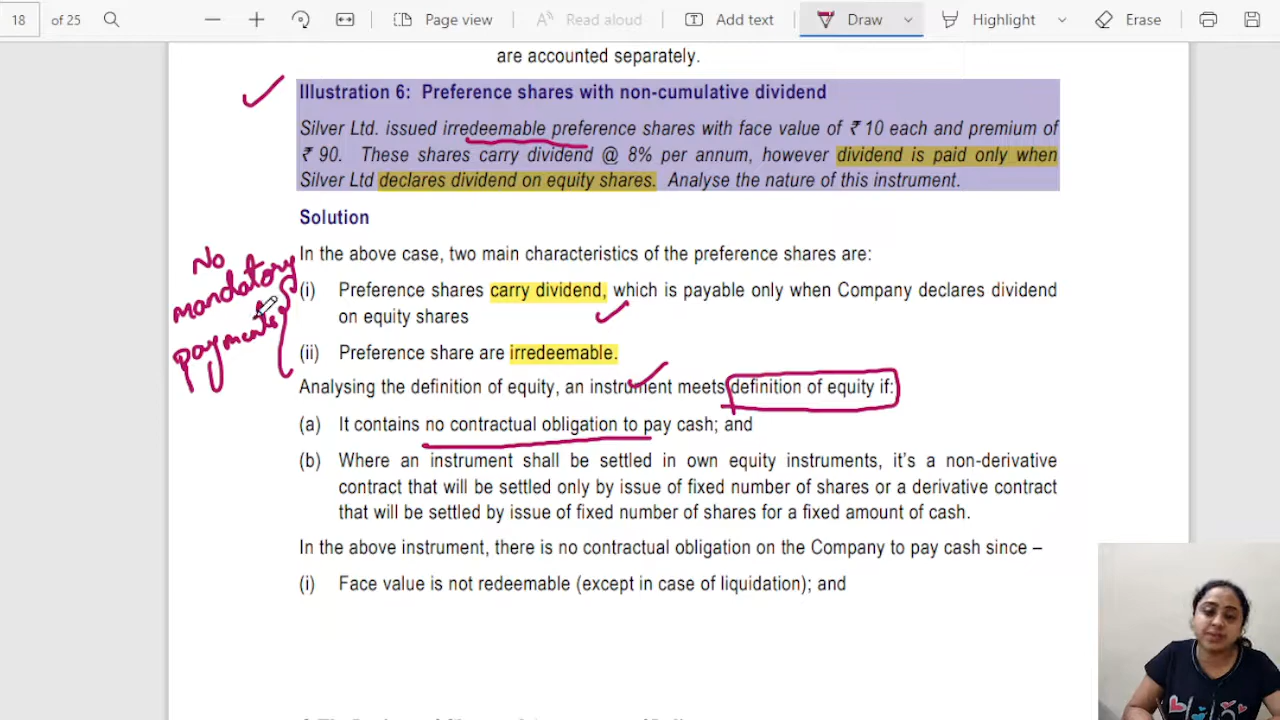 18 of 25 Page view Read aloud Add text Draw Highlight Erase
are accounted separately.
Illustration 6: Preference shares with non-cumulative dividend
Silver Ltd. issued irredeemable preference shares with face value of ₹ 10 each and premium of
₹ 90. These shares carry dividend @ 8% per annum, however dividend is paid only when
Silver Ltd declares dividend on equity shares. Analyse the nature of this instrument.
Solution
In the above case, two main characteristics of the preference shares are:
No
mandatory
payments
(i) Preference shares carry dividend, which is payable only when Company declares dividend
on equity shares
(ii) Preference share are irredeemable.
Analysing the definition of equity, an instrument meets definition of equity if:
(a) It contains no contractual obligation to pay cash; and
(b) Where an instrument shall be settled in own equity instruments, it's a non-derivative
contract that will be settled only by issue of fixed number of shares or a derivative contract
that will be settled by issue of fixed number of shares for a fixed amount of cash.
In the above instrument, there is no contractual obligation on the Company to pay cash since –
(i) Face value is not redeemable (except in case of liquidation); and